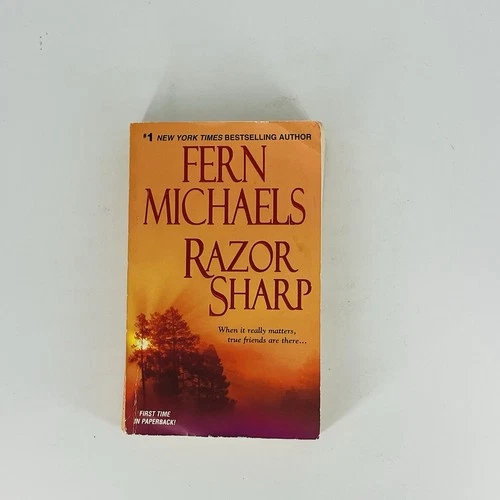 #1 NEW YORK TIMES BESTSELLING AUTHOR
FERN
MICHAELS
RAZOR
SHARP
When it really matters,
true friends are there...
FIRST TIME
IN PAPERBACK!